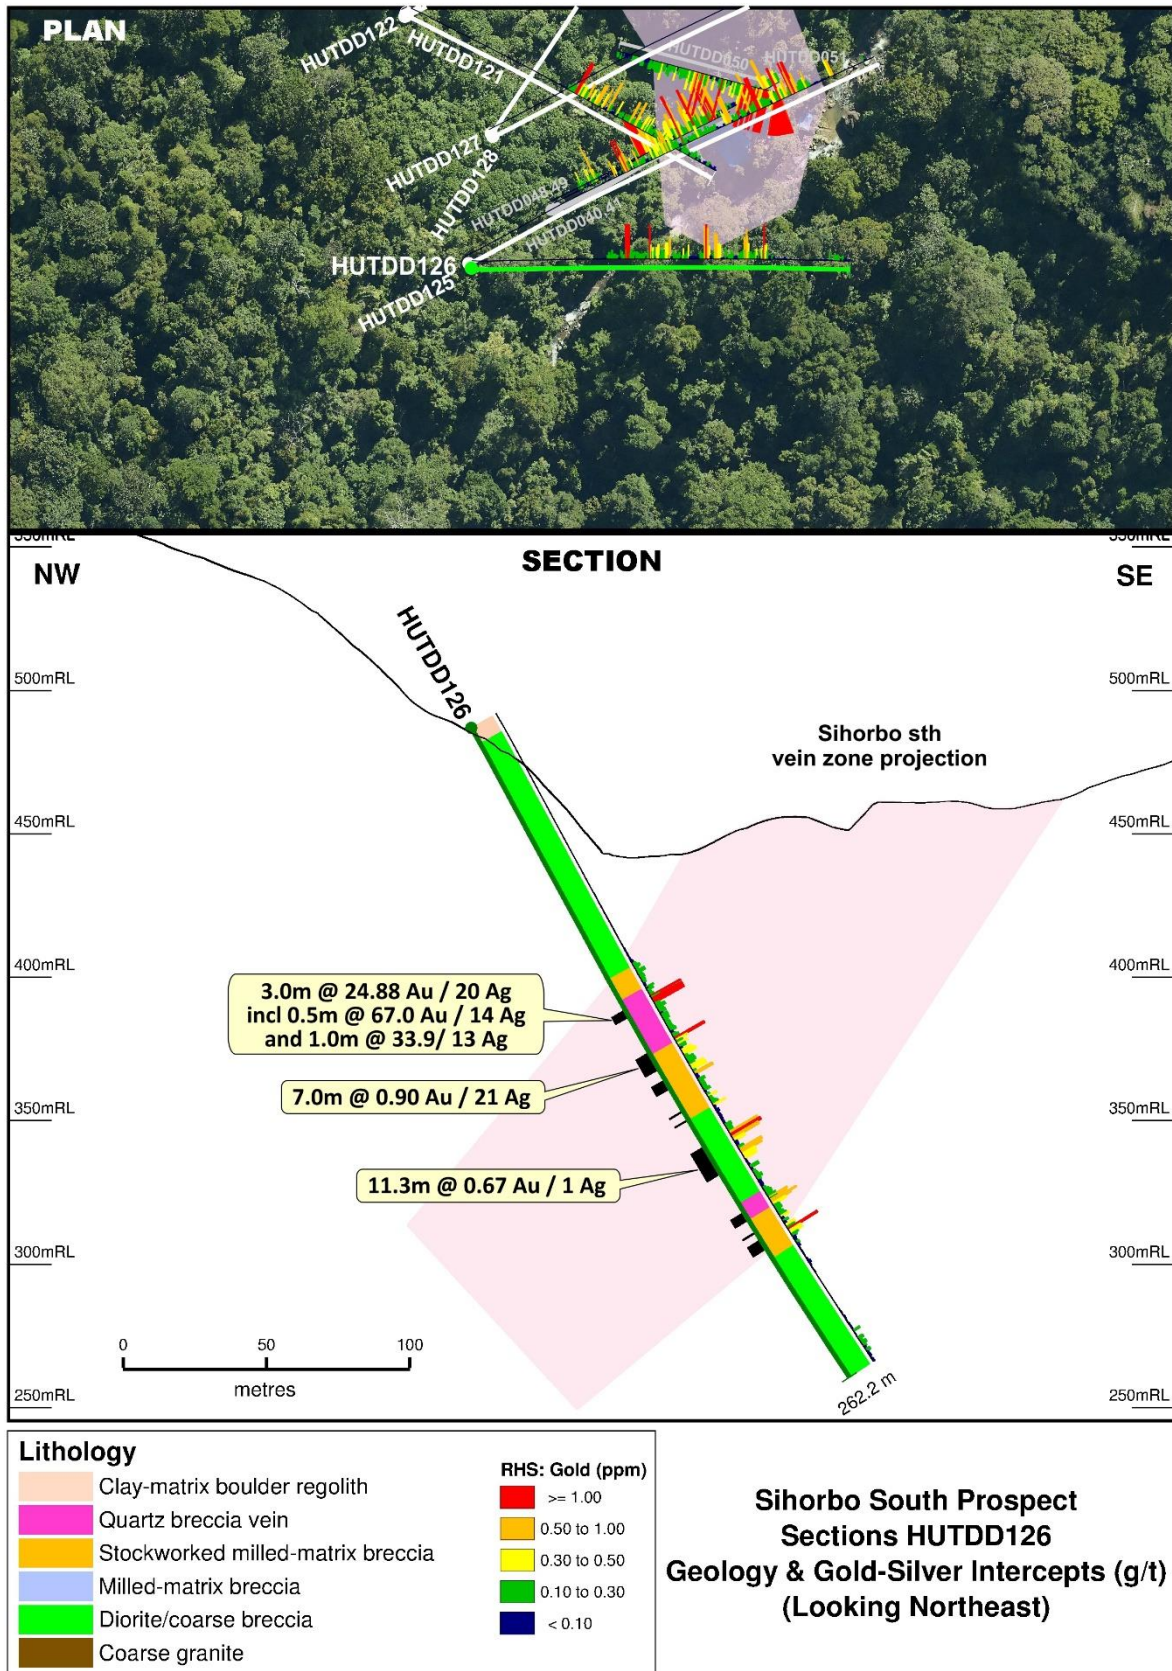 PLAN
HUTDD122
HUTDD121
HUTDD050
HUTDD051
HUTDD127
HUTDD128
HUTDD048,49
HUTDD040,41
HUTDD126
HUTDD125
SECTION
NW
SE
550mRL
550mRL
HUTDD126
500mRL
500mRL
Sihorbo sth
vein zone projection
450mRL
450mRL
400mRL
400mRL
3.0m @ 24.88 Au / 20 Ag
incl 0.5m @ 67.0 Au / 14 Ag
and 1.0m @ 33.9/ 13 Ag
7.0m @ 0.90 Au / 21 Ag
350mRL
350mRL
11.3m @ 0.67 Au / 1 Ag
300mRL
300mRL
0 50 100
metres
262.2 m
250mRL
250mRL
Lithology
Clay-matrix boulder regolith
Quartz breccia vein
Stockworked milled-matrix breccia
Milled-matrix breccia
Diorite/coarse breccia
Coarse granite
RHS: Gold (ppm)
>= 1.00
0.50 to 1.00
0.30 to 0.50
0.10 to 0.30
< 0.10
Sihorbo South Prospect
Sections HUTDD126
Geology & Gold-Silver Intercepts (g/t)
(Looking Northeast)